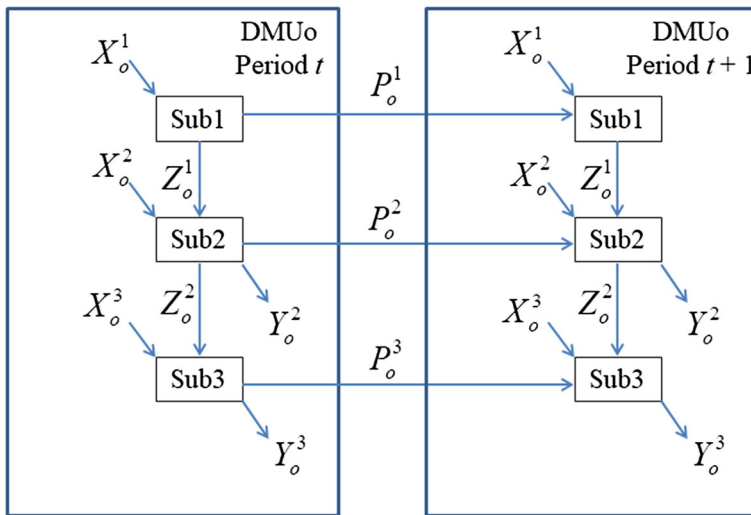 DMUo
Period t
X_o^1
Sub1
Z_o^1
X_o^2
Sub2
Z_o^2
Y_o^2
X_o^3
Sub3
Y_o^3
P_o^1
P_o^2
P_o^3
DMUo
Period t + 1
X_o^1
Sub1
Z_o^1
X_o^2
Sub2
Z_o^2
Y_o^2
X_o^3
Sub3
Y_o^3